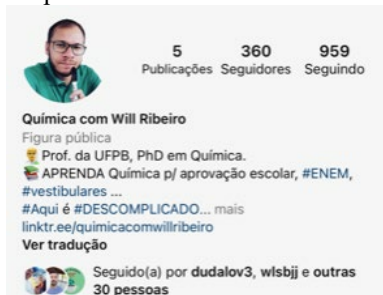 5 360 959
Publicações Seguidores Seguindo
Química com Will Ribeiro
Figura pública
Prof. da UFPB, PhD em Química.
APRENDA Química p/ aprovação escolar, #ENEM,
#vestibulares ...
#Aqui é #DESCOMPLICADO... mais
linktr.ee/quimicacomwillribeiro
Ver tradução
Seguido(a) por dudalov3, wlsbjj e outras
30 pessoas